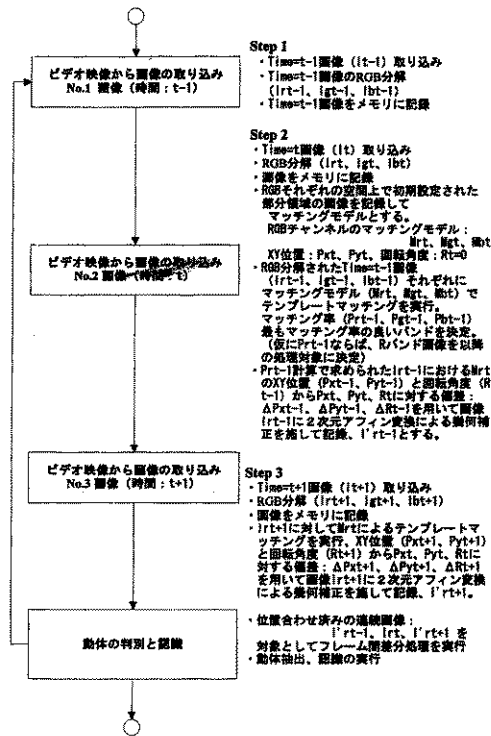 ビデオ映像から画像の取り込み
No.1 画像（時間：t-1）
Step 1
・Time=t-1画像（It-1）取り込み
・Time=t-1画像のRGB分解
（Irt-1、Igt-1、Ibt-1）
・Time=t-1画像をメモリに記録
Step 2
・Time=t画像（It）取り込み
・RGB分解（Irt、Igt、Ibt）
・画像をメモリに記録
・RGBそれぞれの空間上で初期設定された
部分領域の画像を記録して
マッチングモデルとする。
RGBチャンネルのマッチングモデル：
Mrt、Mgt、Mbt
XY位置：Pxt、Pyt、回転角度：Rt=0
・RGB分解されたTime=t-1画像
（Irt-1、Igt-1、Ibt-1）それぞれに
マッチングモデル（Mrt、Mgt、Mbt）で
テンプレートマッチングを実行。
マッチング率（Prt-1、Pgt-1、Pbt-1）
最もマッチング率の良いバンドを決定。
（仮にPrt-1ならば、Rバンド画像を以降
の処理対象に決定）
・Prt-1計算で求められたIrt-1におけるMrt
のXY位置（Pxt-1、Pyt-1）と回転角度（R
t-1）からPxt、Pyt、Rtに対する偏差：
ΔPxt-1、ΔPyt-1、ΔRt-1を用いて画像
Irt-1に２次元アフィン変換による幾何補
正を施して記録、I'rt-1とする。
ビデオ映像から画像の取り込み
No.2 画像（時間：t）
ビデオ映像から画像の取り込み
No.3 画像（時間：t+1）
Step 3
・Time=t+1画像（It+1）取り込み
・RGB分解（Irt+1、Igt+1、Ibt+1）
・画像をメモリに記録
・Irt+1に対してMrtによるテンプレートマ
ッチングを実行、XY位置（Pxt+1、Pyt+1）
と回転角度（Rt+1）からPxt、Pyt、Rtに
対する偏差：ΔPxt+1、ΔPyt+1、ΔRt+1
を用いて画像Irt+1に２次元アフィン変換
による幾何補正を施して記録、I'rt+1。
動体の判別と認識
・位置合わせ済みの連続画像：
I'rt-1、Irt、I'rt+1 を
対象としてフレーム間差分処理を実行
・動体抽出、認識の実行